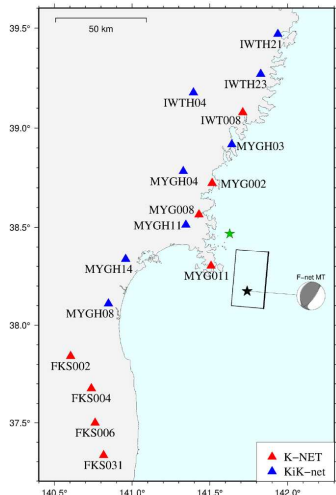 39.5°
50 km
IWTH21
IWTH23
IWTH04
39.0°
IWT008
MYGH03
MYGH04
MYG002
MYG008
MYGH11
38.5°
MYGH14
MYG011
F-net MT
MYGH08
38.0°
FKS002
FKS004
37.5°
FKS006
FKS031
K-NET
KiK-net
140.5° 141.0° 141.5° 142.0°